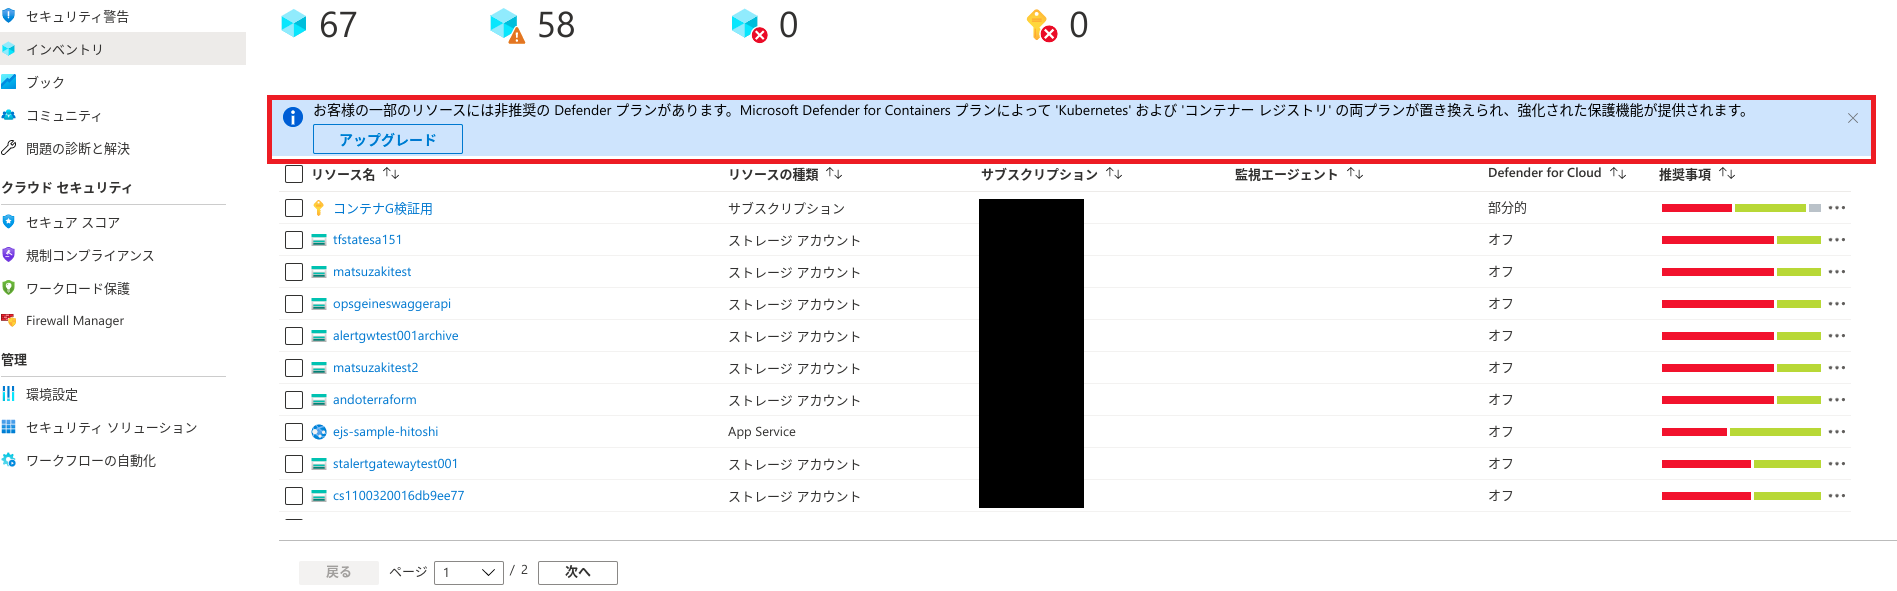 セキュリティ警告
インベントリ
ブック
コミュニティ
問題の診断と解決
クラウド セキュリティ
セキュア スコア
規制コンプライアンス
ワークロード保護
Firewall Manager
管理
環境設定
セキュリティ ソリューション
ワークフローの自動化
67 58 0 0
お客様の一部のリソースには非推奨の Defender プランがあります。Microsoft Defender for Containers プランによって 'Kubernetes' および 'コンテナー レジストリ' の両プランが置き換えられ、強化された保護機能が提供されます。
アップグレード
リソース名 ↑↓ リソースの種類 ↑↓ サブスクリプション ↑↓ 監視エージェント ↑↓ Defender for Cloud ↑↓ 推奨事項 ↑↓
コンテナG検証用 サブスクリプション 部分的
tfstatesa151 ストレージ アカウント オフ
matsuzakitest ストレージ アカウント オフ
opsgeineswaggerapi ストレージ アカウント オフ
alertgwtest001archive ストレージ アカウント オフ
matsuzakitest2 ストレージ アカウント オフ
andoterraform ストレージ アカウント オフ
ejs-sample-hitoshi App Service オフ
stalertgatewaytest001 ストレージ アカウント オフ
cs1100320016db9ee77 ストレージ アカウント オフ
戻る ページ 1 / 2 次へ